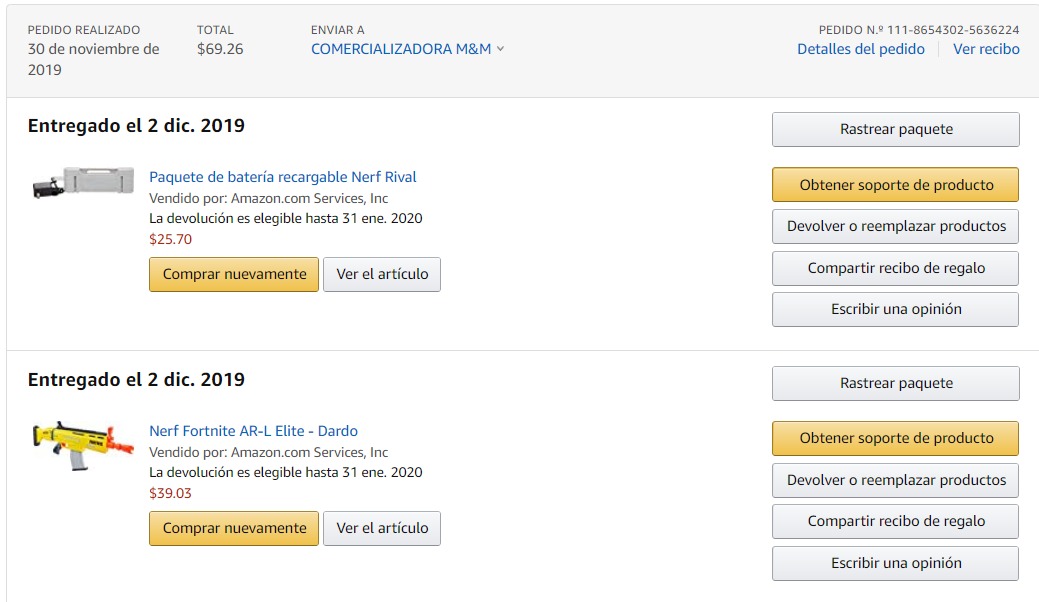 PEDIDO REALIZADO
30 de noviembre de
2019
TOTAL
$69.26
ENVIAR A
COMERCIALIZADORA M&M
PEDIDO N.º 111-8654302-5636224
Detalles del pedido
Ver recibo
Entregado el 2 dic. 2019
Paquete de batería recargable Nerf Rival
Vendido por: Amazon.com Services, Inc
La devolución es elegible hasta 31 ene. 2020
$25.70
Comprar nuevamente
Ver el artículo
Rastrear paquete
Obtener soporte de producto
Devolver o reemplazar productos
Compartir recibo de regalo
Escribir una opinión
Entregado el 2 dic. 2019
Nerf Fortnite AR-L Elite - Dardo
Vendido por: Amazon.com Services, Inc
La devolución es elegible hasta 31 ene. 2020
$39.03
Comprar nuevamente
Ver el artículo
Rastrear paquete
Obtener soporte de producto
Devolver o reemplazar productos
Compartir recibo de regalo
Escribir una opinión